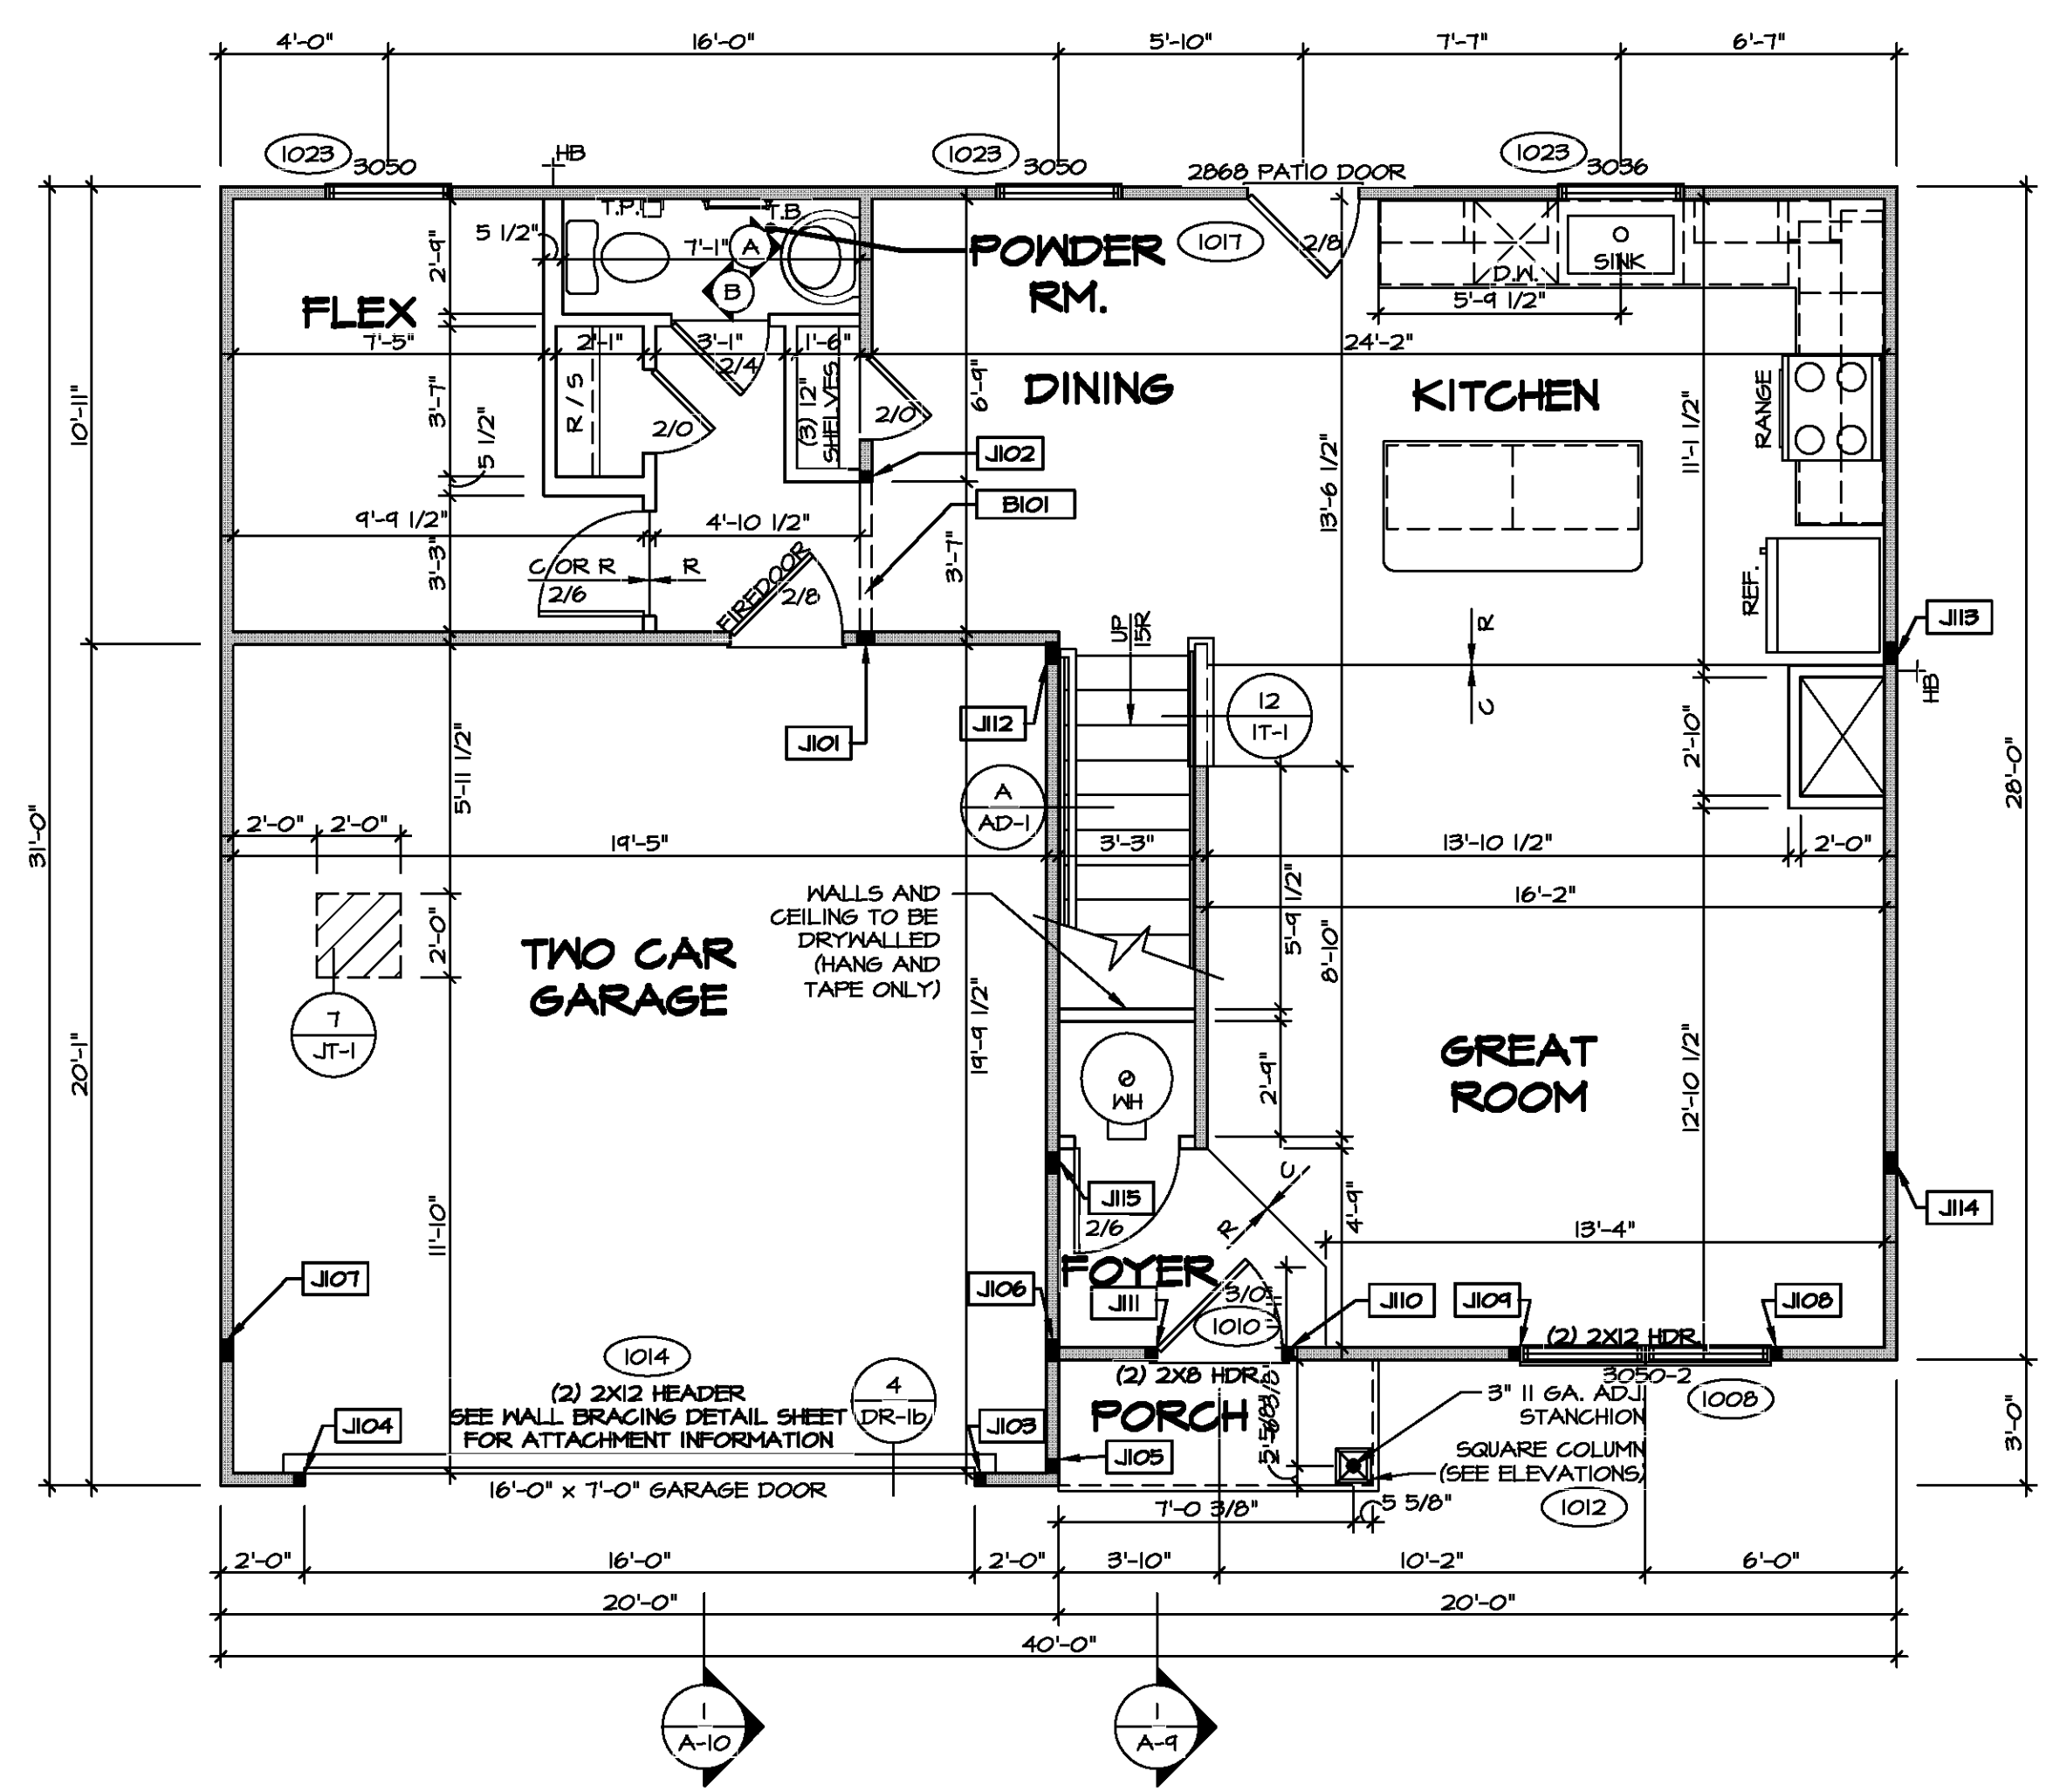 4'-0" 16'-0" 5'-10" 7'-7" 6'-7"
1023 3050 HB 1023 3050 2868 PATIO DOOR 1023 3036
T.P. T.B.
5 1/2" 7'-1" A
B
2'-9"
FLEX
POWDER
RM.
1017 2/8
D.W. SINK
5'-9 1/2"
7'-5" 2'-1" 3'-1" 1'-6" 24'-2"
2/4
R / S
(3) 12"
SHELVES
2/0 2/0
3'-7"
5 1/2"
6'-9"
DINING
KITCHEN
RANGE
10'-11"
J102
B101
13'-6 1/2"
11'-1 1/2"
9'-9 1/2" 4'-10 1/2"
3'-3"
C OR R R
2/6
FIREDOOR
2/8
3'-7"
REF.
UP
15R
R
C
J113
HB
J101
J112
12
1T-1
A
AD-1
5'-11 1/2"
2'-10"
31'-0"
28'-0"
2'-0" 2'-0"
19'-5" 3'-3" 13'-10 1/2" 2'-0"
16'-2"
WALLS AND
CEILING TO BE
DRYWALLED
(HANG AND
TAPE ONLY)
2'-0"
5'-9 1/2"
8'-10"
TWO CAR
GARAGE
7
JT-1
19'-9 1/2"
20'-1"
WH
2'-9"
GREAT
ROOM
12'-10 1/2"
11'-10"
J115
2/6
C
R
4'-9"
J114
13'-4"
FOYER
J107
J106
J111
3/0
1010
J110
J109
J108
1014
(2) 2X12 HEADER
SEE WALL BRACING DETAIL SHEET
FOR ATTACHMENT INFORMATION
4
DR-1b
J104
J103
J105
(2) 2X8 HDR.
PORCH
(2) 2X12 HDR.
3050-2
1008
3" 11 GA. ADJ.
STANCHION
SQUARE COLUMN
(SEE ELEVATIONS)
1012
3'-0"
16'-0" x 7'-0" GARAGE DOOR
7'-0 3/8" 5 5/8"
2'-0" 16'-0" 2'-0" 3'-10" 10'-2" 6'-0"
20'-0" 20'-0"
40'-0"
1
A-10
1
A-9